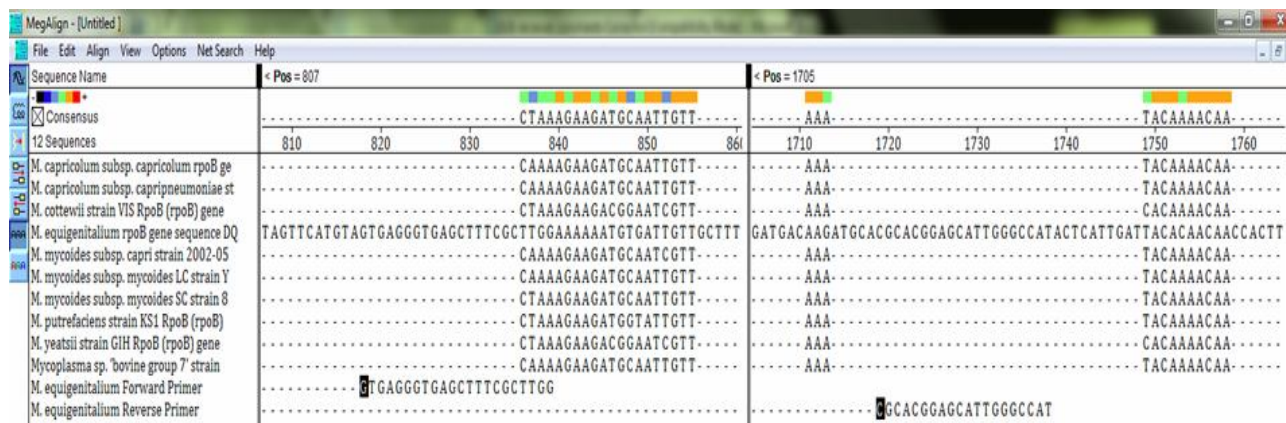 MegAlign - [Untitled ]
File Edit Align View Options Net Search Help
Sequence Name < Pos = 807 < Pos = 1705
- +
Consensus -----------------------------CTAAAGAAGATGCAATTGTT----- ------AAA-----------------------------------TACAAAACAA------
12 Sequences 810 820 830 840 850 86 1710 1720 1730 1740 1750 1760
M. capricolum subsp. capricolum rpoB ge -----------------------------CAAAAGAAGATGCAATTGTT----- ------AAA-----------------------------------TACAAAACAA------
M. capricolum subsp. capripneumoniae st -----------------------------CAAAAGAAGATGCAATTGTT----- ------AAA-----------------------------------TACAAAACAA------
M. cottewii strain VIS RpoB (rpoB) gene -----------------------------CTAAAGAAGACGGAATCGTT----- ------AAA-----------------------------------CACAAAACAA------
M. equigenitalium rpoB gene sequence DQ TAGTTCATGTAGTGAGGGTGAGCTTTCGCTTGGAAAAAATGTGATTGTTGCTTT GATGACAAGATGCACGCACGGAGCATTGGGCCATACTCATTGATTACACAACAACCACTT
M. mycoides subsp. capri strain 2002-05 -----------------------------CAAAAGAAGATGCAATCGTT----- ------AAA-----------------------------------TACAAAACAA------
M. mycoides subsp. mycoides LC strain Y -----------------------------CAAAAGAAGATGCAATTGTT----- ------AAA-----------------------------------TACAAAACAA------
M. mycoides subsp. mycoides SC strain 8 -----------------------------CTAAAGAAGATGCAATTGTT----- ------AAA-----------------------------------TACAAAACAA------
M. putrefaciens strain KS1 RpoB (rpoB) -----------------------------CTAAAGAAGATGGTATTGTT----- ------AAA-----------------------------------TACAAAACAA------
M. yeatsii strain GIH RpoB (rpoB) gene -----------------------------CTAAAGAAGACGGAATCGTT----- ------AAA-----------------------------------CACAAAACAA------
Mycoplasma sp. 'bovine group 7' strain -----------------------------CAAAAGAAGATGCAATTGTT----- ------AAA-----------------------------------TACAAAACAA------
M. equigenitalium Forward Primer -----------GTGAGGGTGAGCTTTCGCTTGG---------------------
M. equigenitalium Reverse Primer ------------------------------------------------------ --------------CGCACGGAGCATTGGGCCAT--------------------------